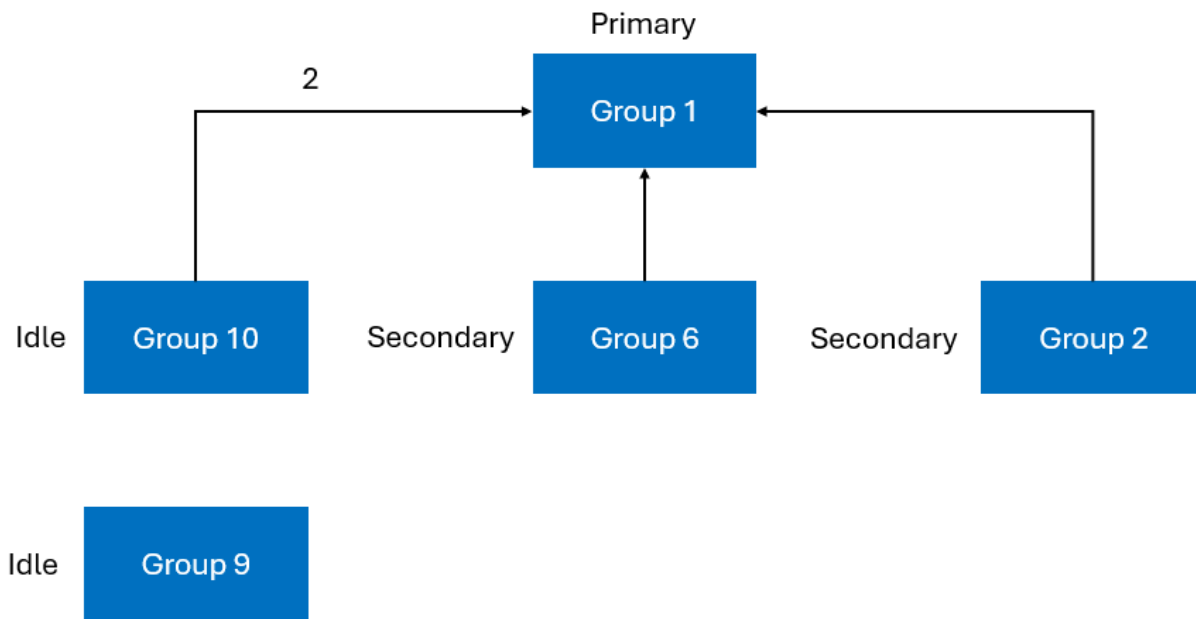 Primary
2
Group 1
Idle
Group 10
Secondary
Group 6
Secondary
Group 2
Idle
Group 9